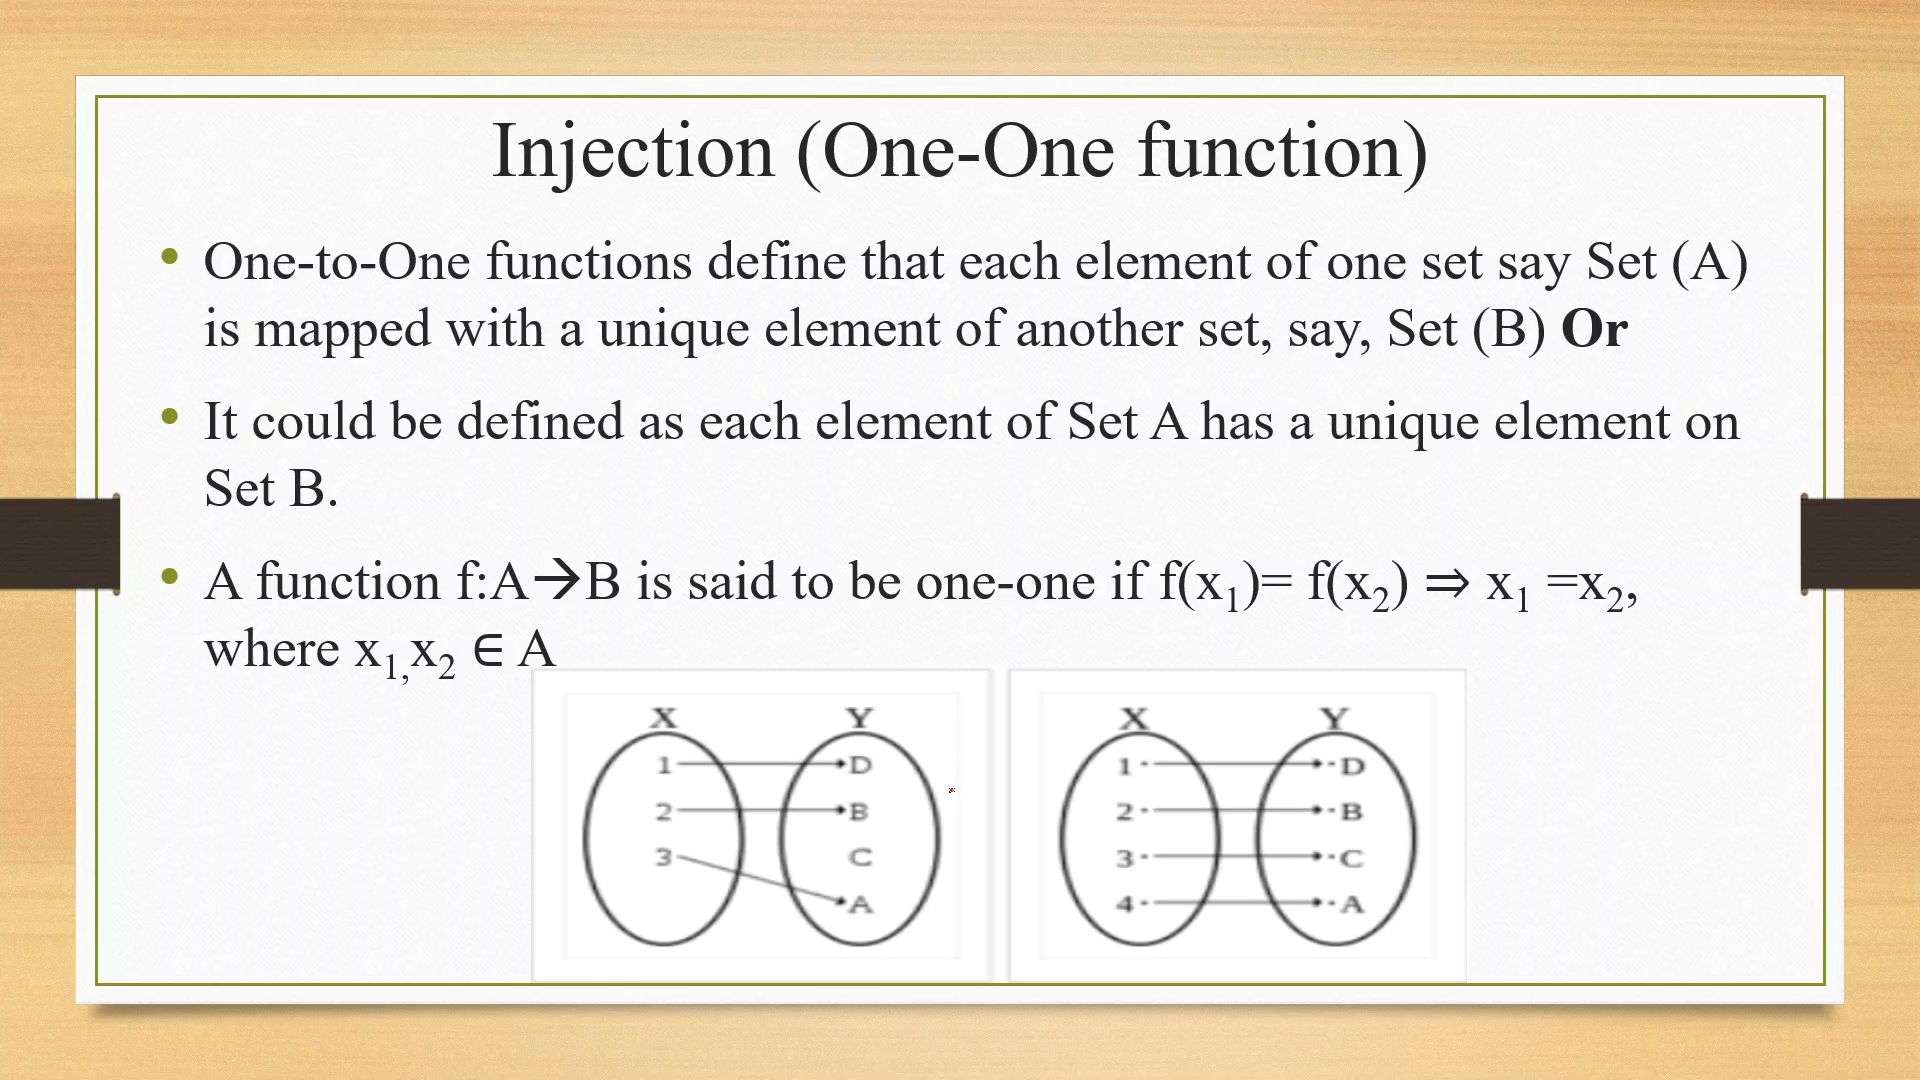 Injection (One-One function)
• One-to-One functions define that each element of one set say Set (A)
is mapped with a unique element of another set, say, Set (B) Or
• It could be defined as each element of Set A has a unique element on
Set B.
• A function f:A→B is said to be one-one if f(x₁)= f(x₂) ⇒ x₁ =x₂,
where x₁,x₂ ∈ A
X Y
1 D
2 B
3 C
A
X Y
1 D
2 B
3 C
4 A